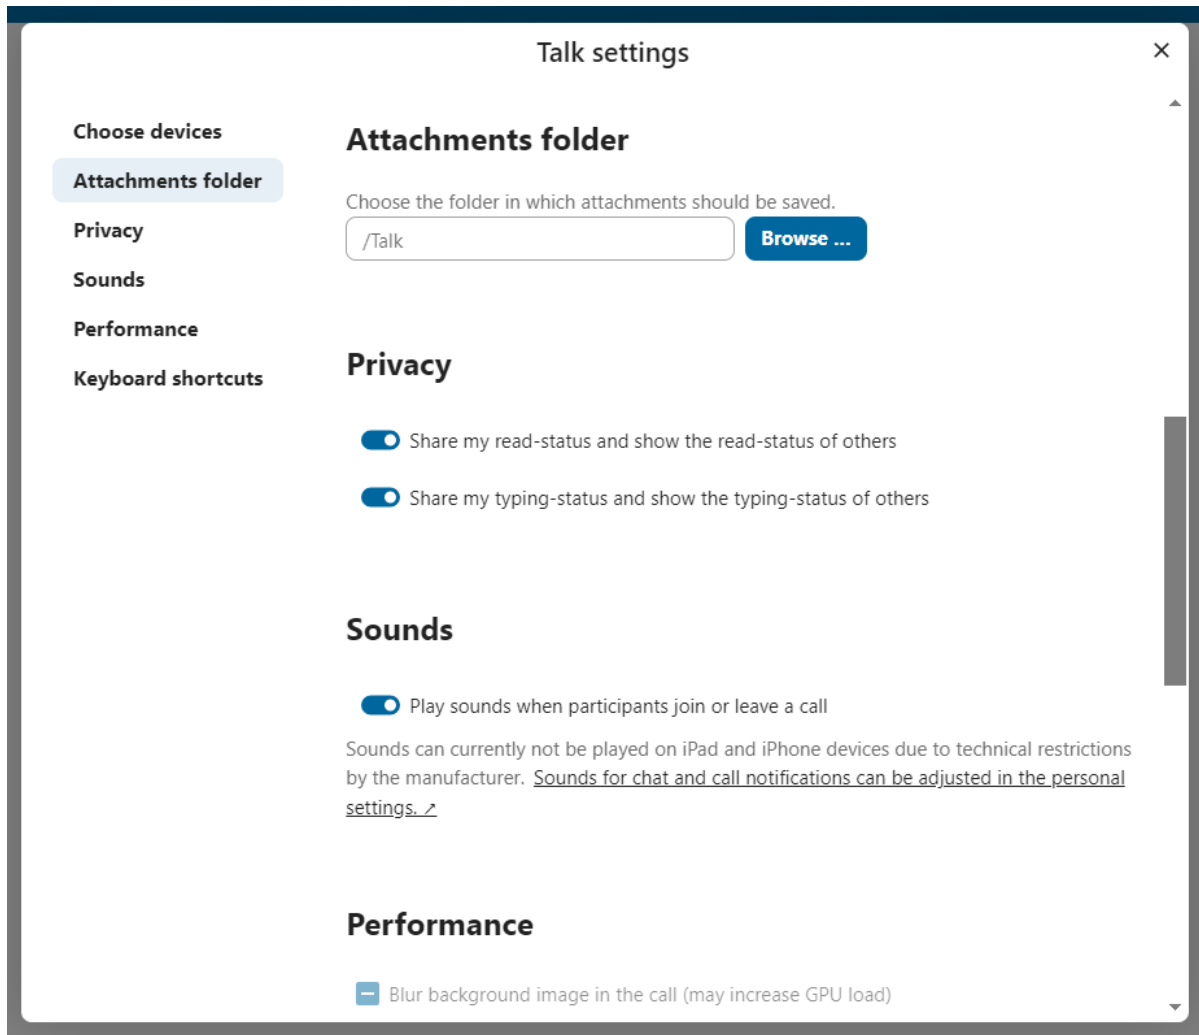 Talk settings
Choose devices
Attachments folder
Privacy
Sounds
Performance
Keyboard shortcuts
Attachments folder
Choose the folder in which attachments should be saved.
/Talk
Browse ...
Privacy
Share my read-status and show the read-status of others
Share my typing-status and show the typing-status of others
Sounds
Play sounds when participants join or leave a call
Sounds can currently not be played on iPad and iPhone devices due to technical restrictions
by the manufacturer. Sounds for chat and call notifications can be adjusted in the personal
settings. ↗
Performance
Blur background image in the call (may increase GPU load)